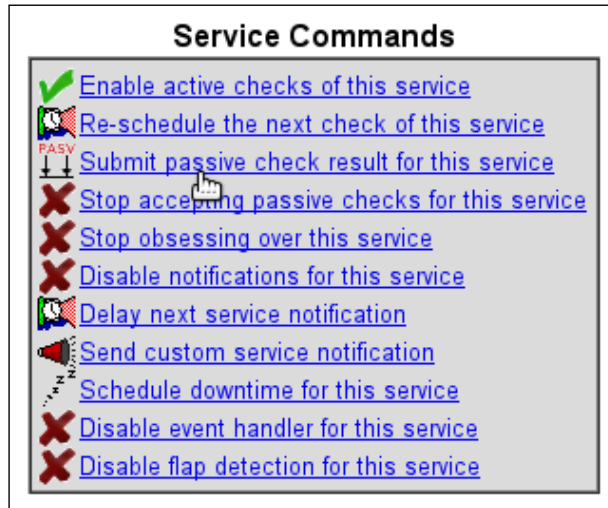 Service Commands
Enable active checks of this service
Re-schedule the next check of this service
PASV
Submit passive check result for this service
Stop accepting passive checks for this service
Stop obsessing over this service
Disable notifications for this service
Delay next service notification
Send custom service notification
zzz
Schedule downtime for this service
Disable event handler for this service
Disable flap detection for this service